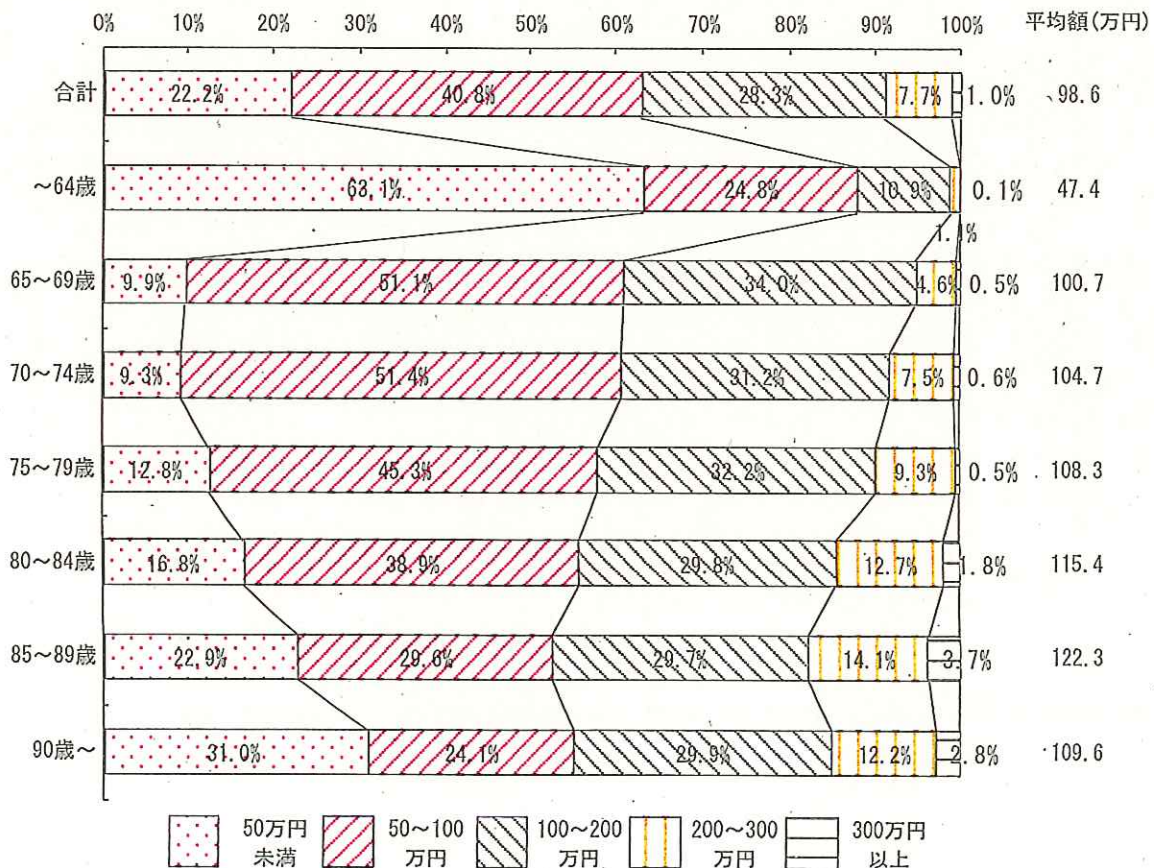 0% 10% 20% 30% 40% 50% 60% 70% 80% 90% 100% 平均額(万円)
合計 22.2% 40.8% 28.3% 7.7% 1.0% 98.6
～64歳 63.1% 24.8% 10.9% 0.1% 47.4
1.1%
65～69歳 9.9% 51.1% 34.0% 4.6% 0.5% 100.7
70～74歳 9.3% 51.4% 31.2% 7.5% 0.6% 104.7
75～79歳 12.8% 45.3% 32.2% 9.3% 0.5% 108.3
80～84歳 16.8% 38.9% 29.8% 12.7% 1.8% 115.4
85～89歳 22.9% 29.6% 29.7% 14.1% 3.7% 122.3
90歳～ 31.0% 24.1% 29.9% 12.2% 2.8% 109.6
50万円 50～100 100～200 200～300 300万円
未満 万円 万円 万円 以上